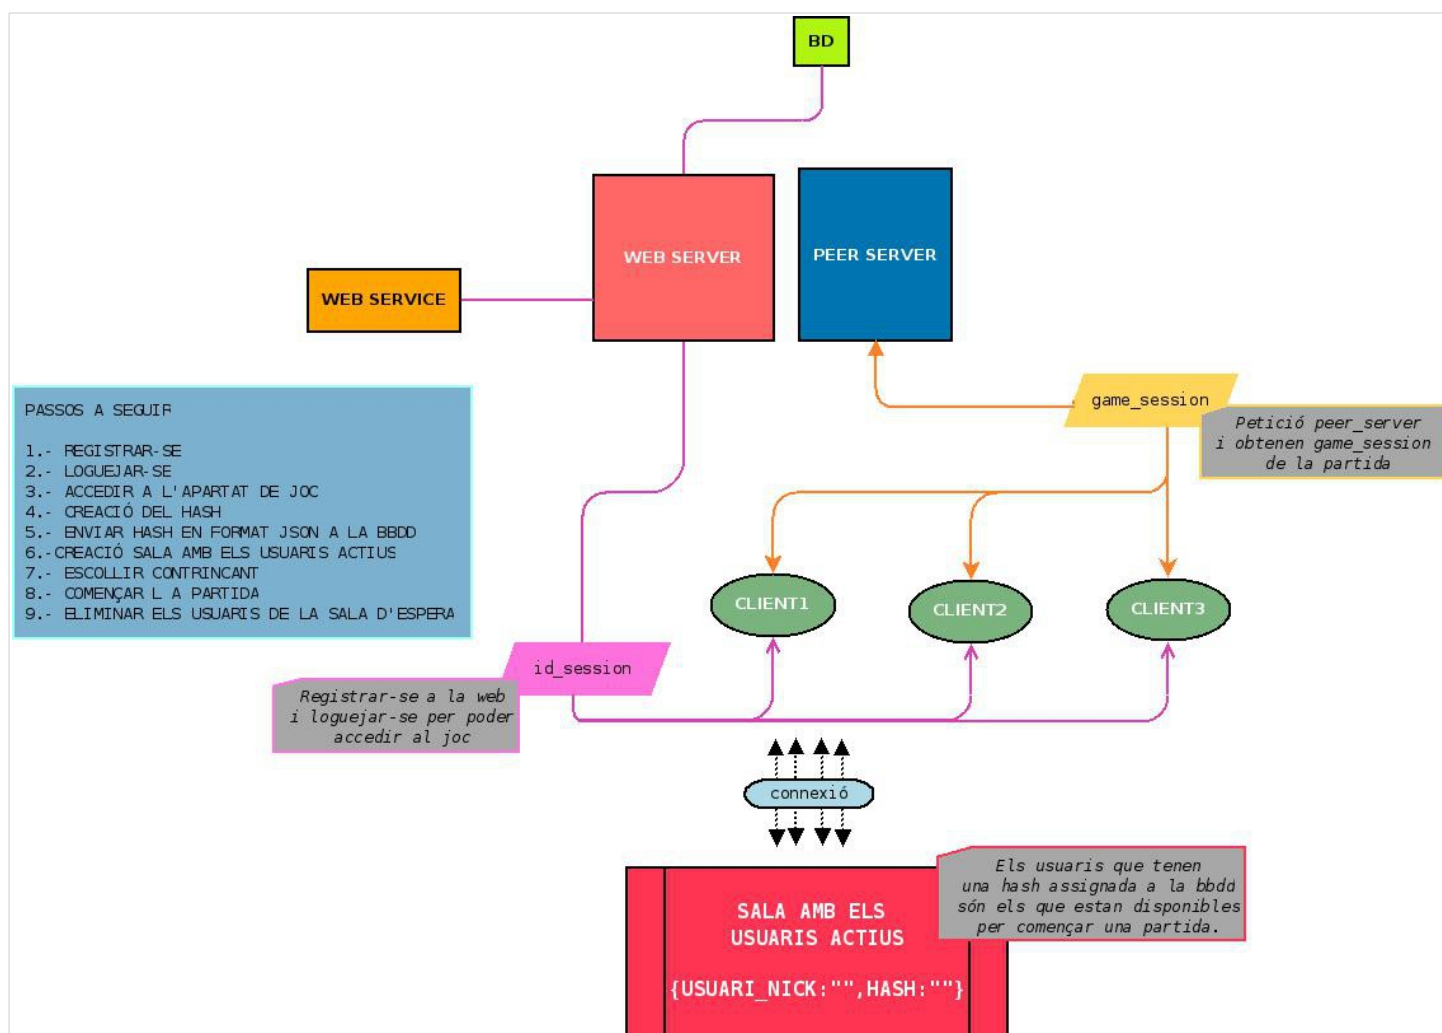 BD
WEB SERVER
PEER SERVER
WEB SERVICE
PASSOS A SEGUIR
1.- REGISTRAR-SE
2.- LOGUEJAR-SE
3.- ACCEDIR A L'APARTAT DE JOC
4.- CREACIÓ DEL HASH
5.- ENVIAR HASH EN FORMAT JSON A LA BBDD
6.-CREACIÓ SALA AMB ELS USUARIS ACTIUS
7.- ESCOLLIR CONTRINCANT
8.- COMENÇAR L A PARTIDA
9.- ELIMINAR ELS USUARIS DE LA SALA D'ESPERA
game_session
Petició peer_server
i obtenen game_session
de la partida
CLIENT1
CLIENT2
CLIENT3
id_session
Registrar-se a la web
i loguejar-se per poder
accedir al joc
connexió
Els usuaris que tenen
una hash assignada a la bbdd
són els que estan disponibles
per començar una partida.
SALA AMB ELS
USUARIS ACTIUS
{USUARI_NICK:"",HASH:""}